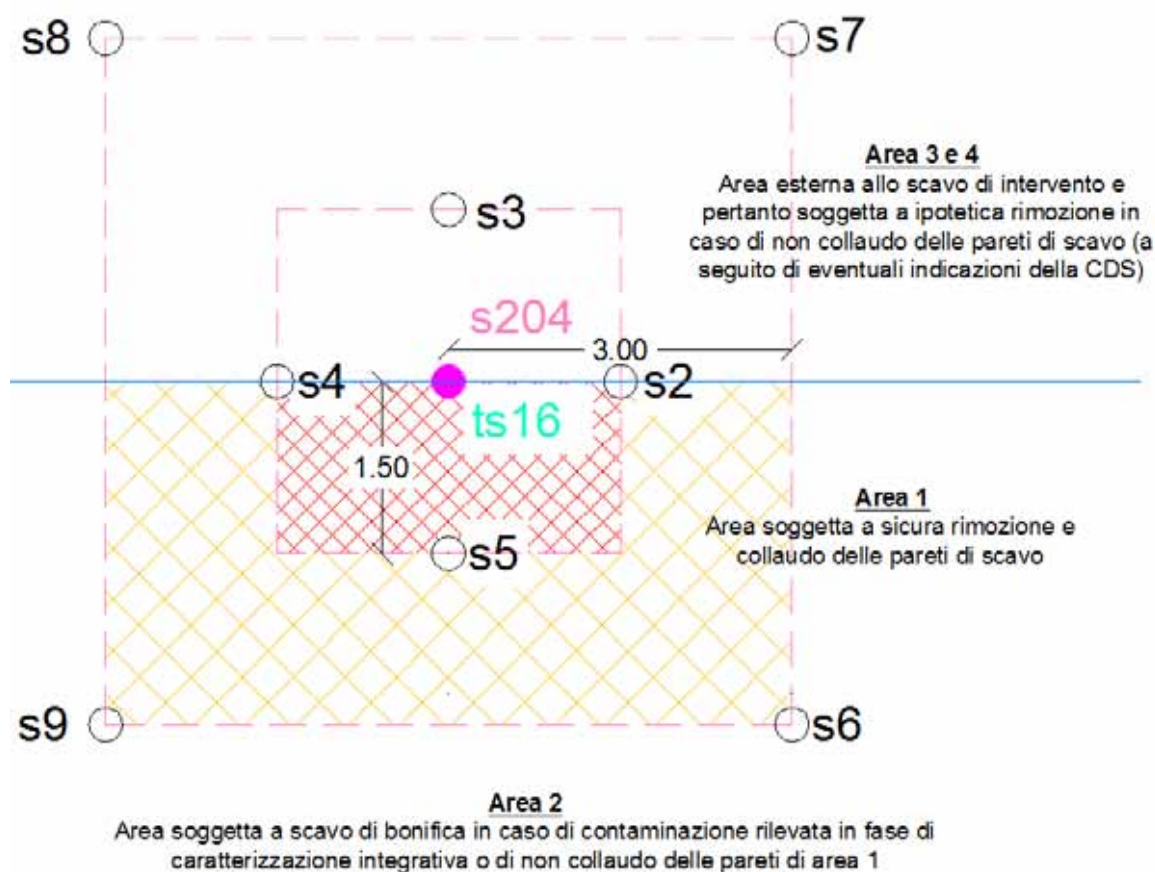 s8
s7
Area 3 e 4
Area esterna allo scavo di intervento e
pertanto soggetta a ipotetica rimozione in
caso di non collaudo delle pareti di scavo (a
seguito di eventuali indicazioni della CDS)
s3
s204
3.00
s4
s2
ts16
1.50
Area 1
Area soggetta a sicura rimozione e
collaudo delle pareti di scavo
s5
s9
s6
Area 2
Area soggetta a scavo di bonifica in caso di contaminazione rilevata in fase di
caratterizzazione integrativa o di non collaudo delle pareti di area 1